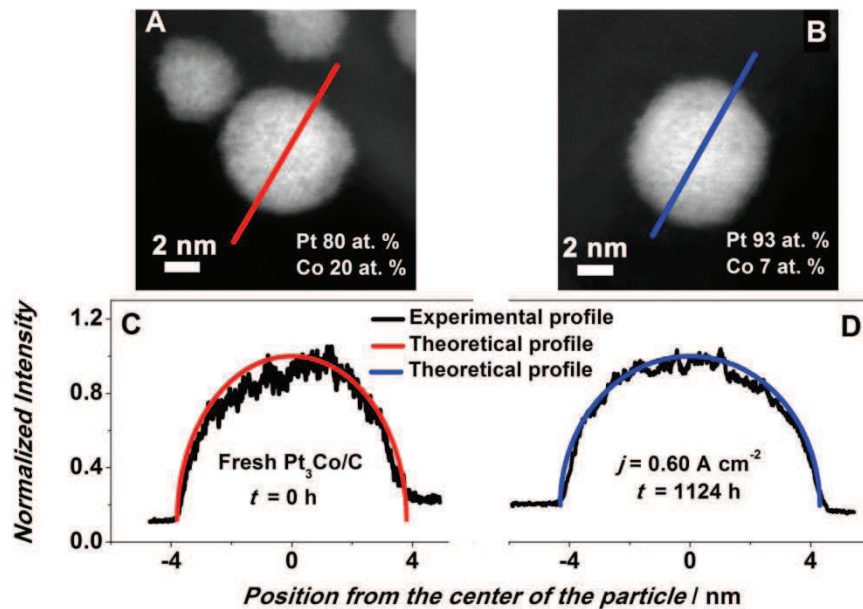 A
B
Pt 80 at. %
Co 20 at. %
2 nm
Pt 93 at. %
Co 7 at. %
2 nm
Normalized Intensity
1.2
0.8
0.4
0.0
C
Experimental profile
Theoretical profile
Theoretical profile
D
Fresh Pt₃Co/C
t = 0 h
j = 0.60 A cm⁻²
t = 1124 h
-4 0 4 -4 0 4
Position from the center of the particle / nm